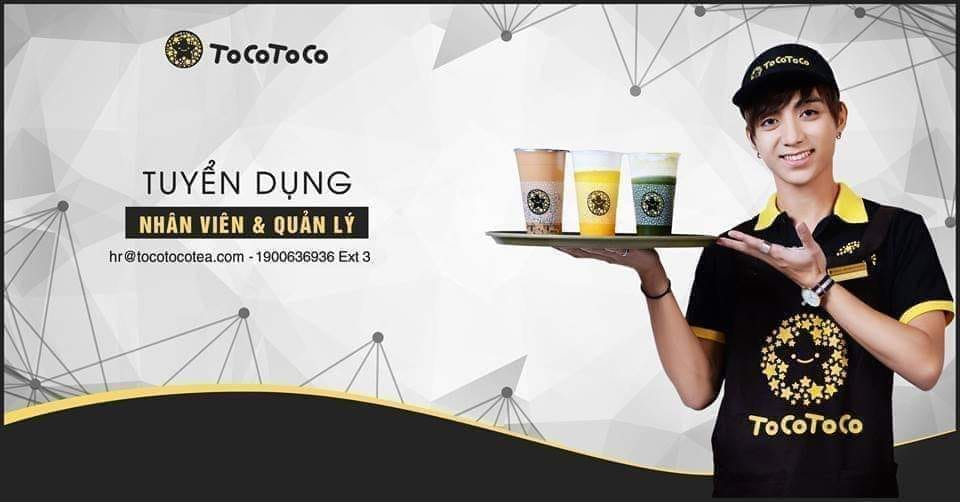 ToCoToCo
TUYỂN DỤNG
NHÂN VIÊN & QUẢN LÝ
hr@tocotocotea.com - 1900636936 Ext 3
ToCoToCo
ToCoToCo